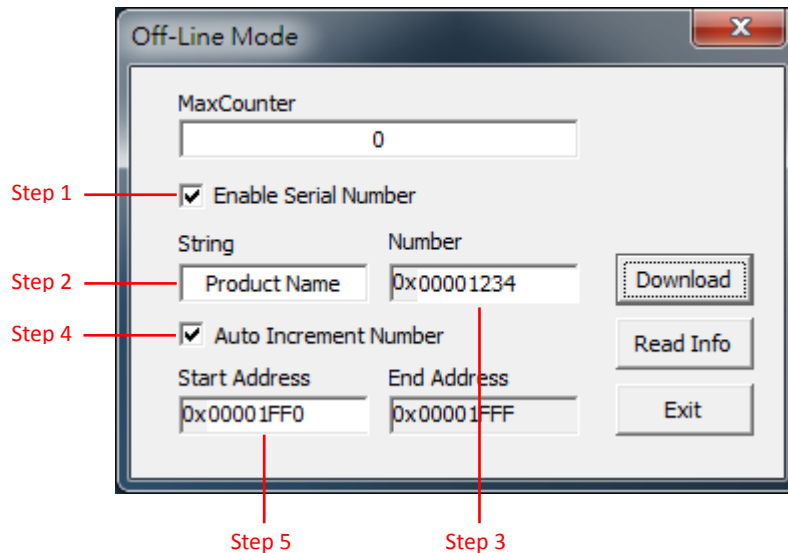 Off-Line Mode
x
MaxCounter
0
Step 1
Enable Serial Number
String Number
Step 2
Product Name 0x00001234 Download
Step 4
Auto Increment Number
Read Info
Start Address End Address
0x00001FF0 0x00001FFF Exit
Step 5 Step 3